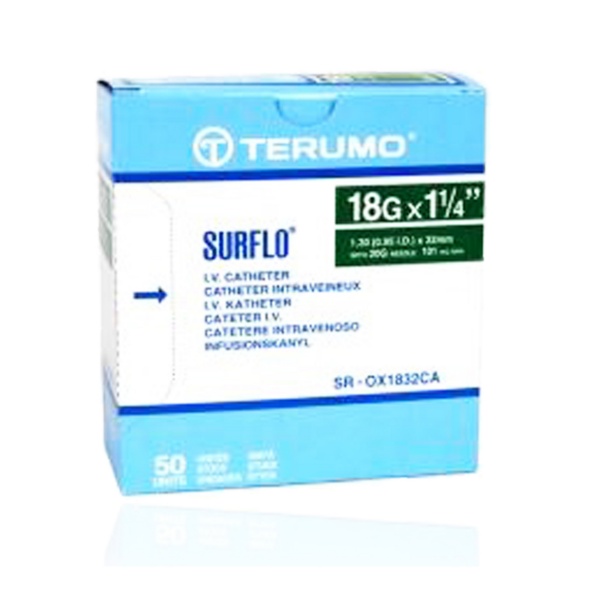 TERUMO®
18G x 1¼”
SURFLO®
I.V. CATHETER
CATHETER INTRAVEINEUX
I.V. KATHETER
CATETER I.V.
CATETERE INTRAVENOSO
INFUSIONSKANYL
SR - OX1832CA
50
UNITS